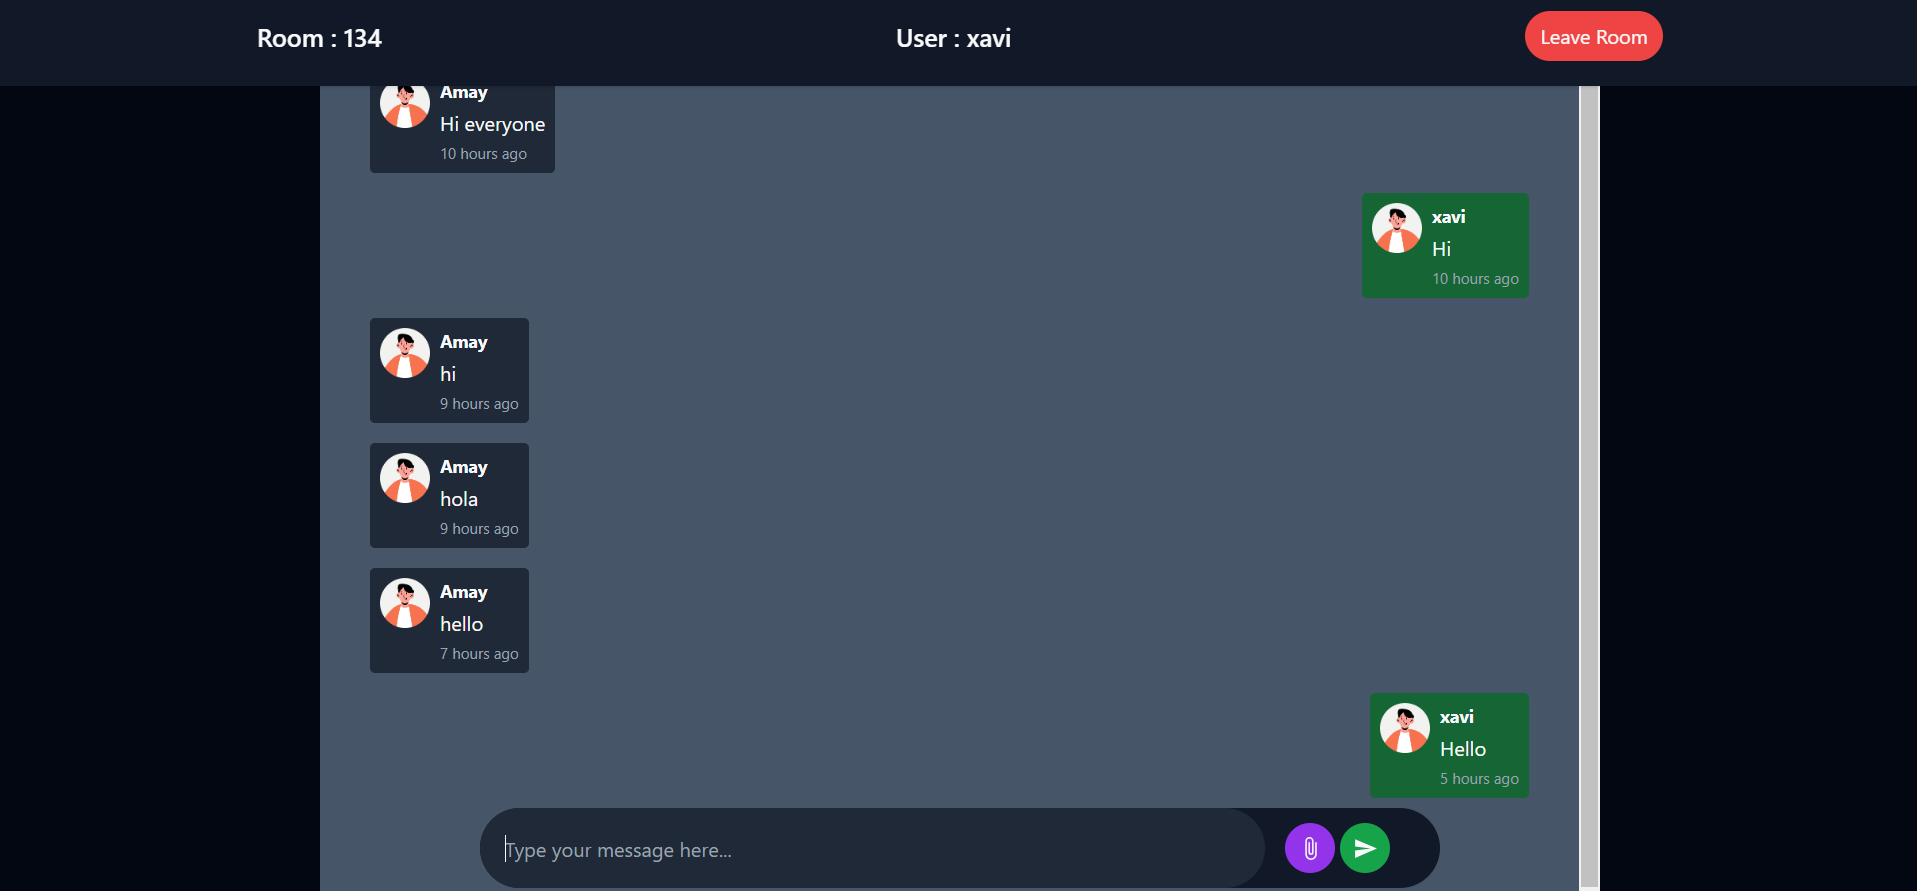 Room : 134
User : xavi
Leave Room
Amay
Hi everyone
10 hours ago
xavi
Hi
10 hours ago
Amay
hi
9 hours ago
Amay
hola
9 hours ago
Amay
hello
7 hours ago
xavi
Hello
5 hours ago
Type your message here...